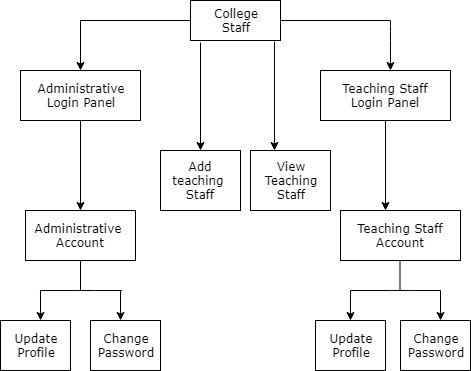 College
Staff
Administrative
Login Panel
Teaching Staff
Login Panel
Add
teaching
Staff
View
Teaching
Staff
Administrative
Account
Teaching Staff
Account
Update
Profile
Change
Password
Update
Profile
Change
Password